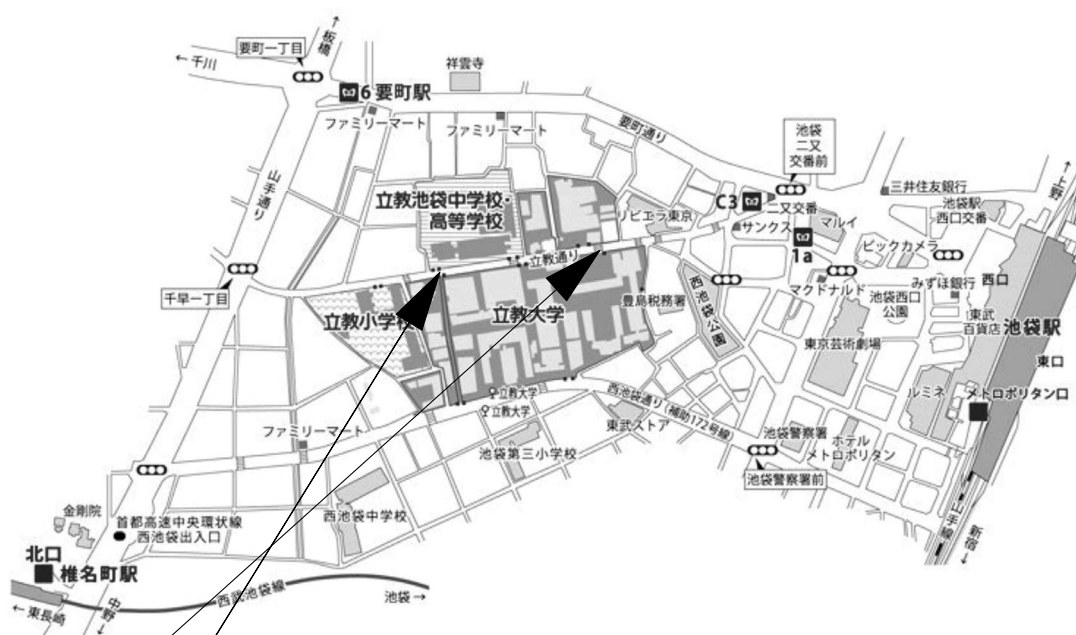 ↑板橋
要町一丁目
← 千川
6 要町駅
祥雲寺
ファミリーマート
ファミリーマート
要町通り
池袋
二又
交番前
↑上野
山手通り
立教池袋中学校・
高等学校
C3
二又交番
三井住友銀行
池袋駅
西口交番
リビエラ東京
サンクス
マルイ
1a
ビックカメラ
立教通り
千早一丁目
マクドナルド
みずほ銀行
西口
立教小学校
立教大学
豊島税務署
西池袋公園
池袋西口
公園
東武
百貨店
池袋駅
東京芸術劇場
東口
立教大学
立教大学
西池袋通り(補助172号線)
ルミネ
メトロポリタン口
ファミリーマート
東武ストア
池袋警察署
ホテル
メトロポリタン
池袋第三小学校
池袋警察署前
金剛院
首都高速中央環状線
西池袋出入口
西池袋中学校
山手線
新宿↓
北口
椎名町駅
西武池袋線
池袋 →
← 東長崎
中野↓